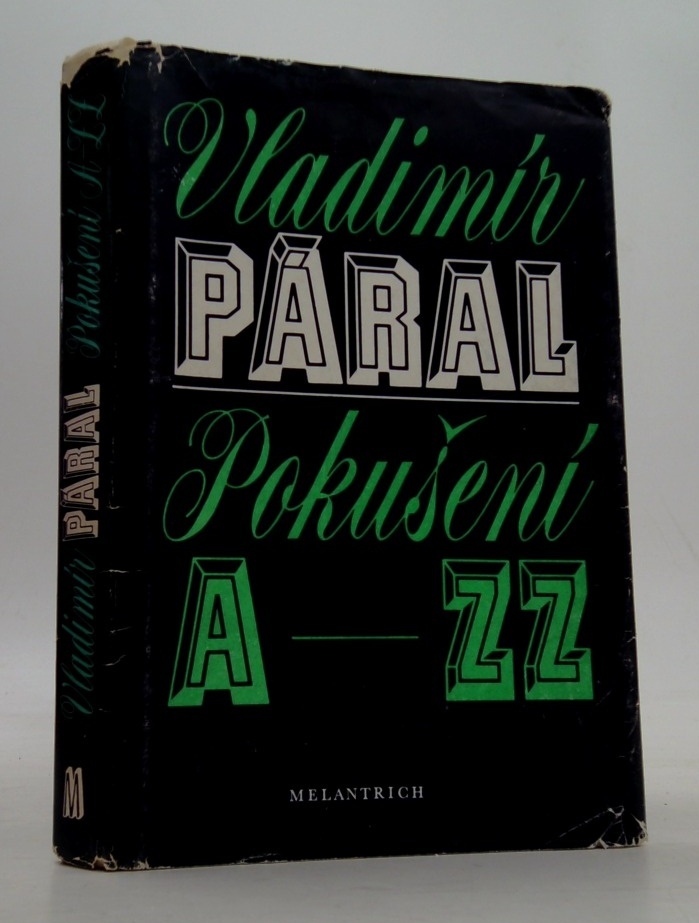 Vladimír
PÁRAL
Pokušení
A — ZZ
MELANTRICH
Vladimír PÁRAL Pokušení A-ZZ
M